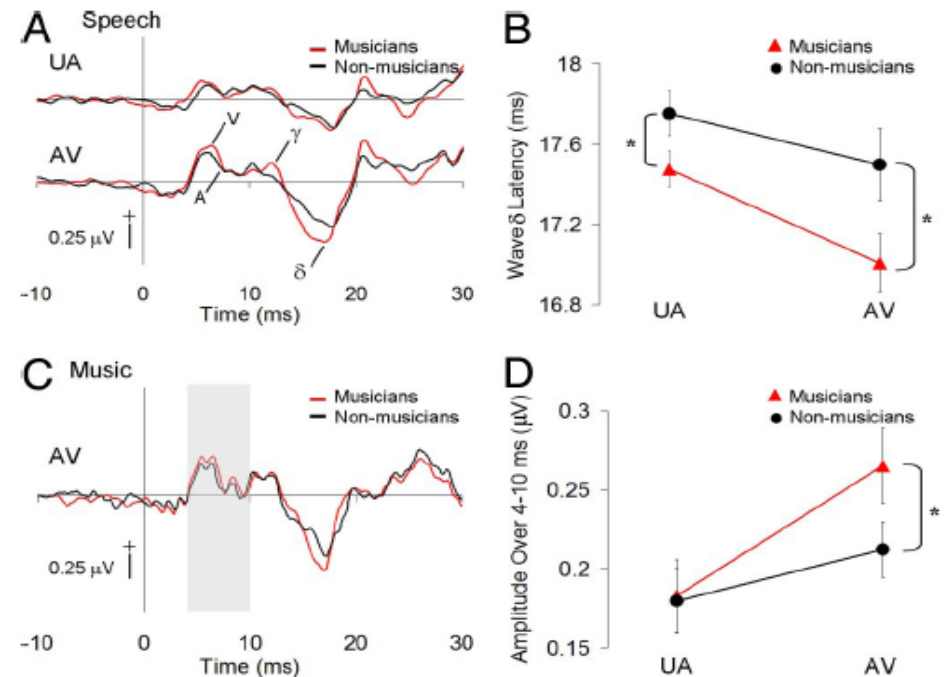 A Speech
UA
Musicians
Non-musicians
AV
V
γ
A
δ
0.25 μV
-10 0 10 20 30
Time (ms)
B
Musicians
Non-musicians
Wave δ Latency (ms)
18
17.6
17.2
16.8
*
*
UA AV
C Music
Musicians
Non-musicians
AV
0.25 μV
-10 0 10 20 30
Time (ms)
D
Musicians
Non-musicians
Amplitude Over 4-10 ms (μV)
0.3
0.25
0.2
0.15
*
UA AV